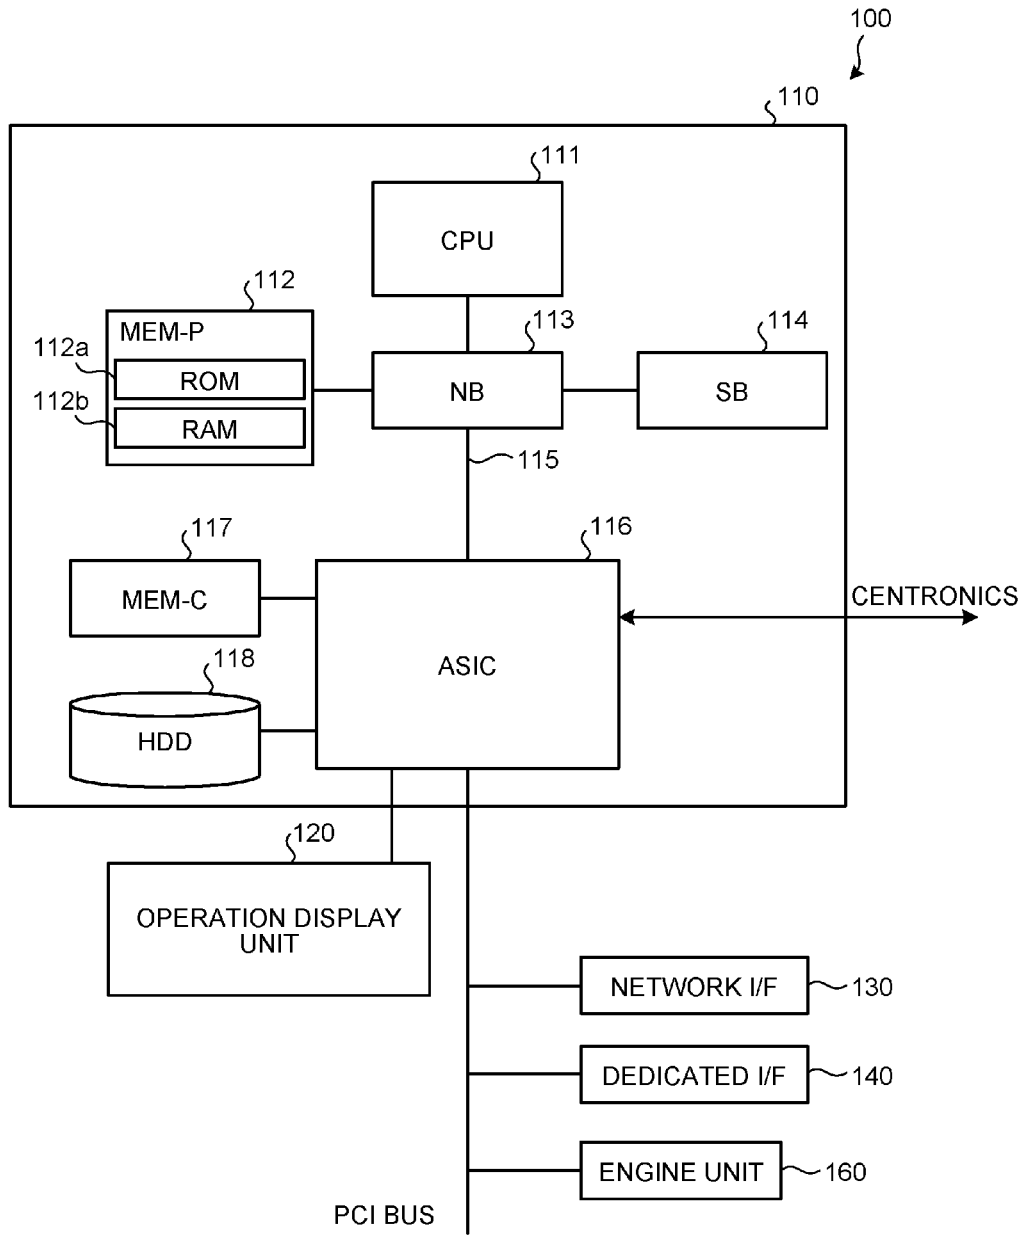 100
110
111
CPU
112
MEM-P
112a
ROM
112b
RAM
113
NB
114
SB
115
117
MEM-C
116
ASIC
CENTRONICS
118
HDD
120
OPERATION DISPLAY
UNIT
NETWORK I/F
130
DEDICATED I/F
140
ENGINE UNIT
160
PCI BUS